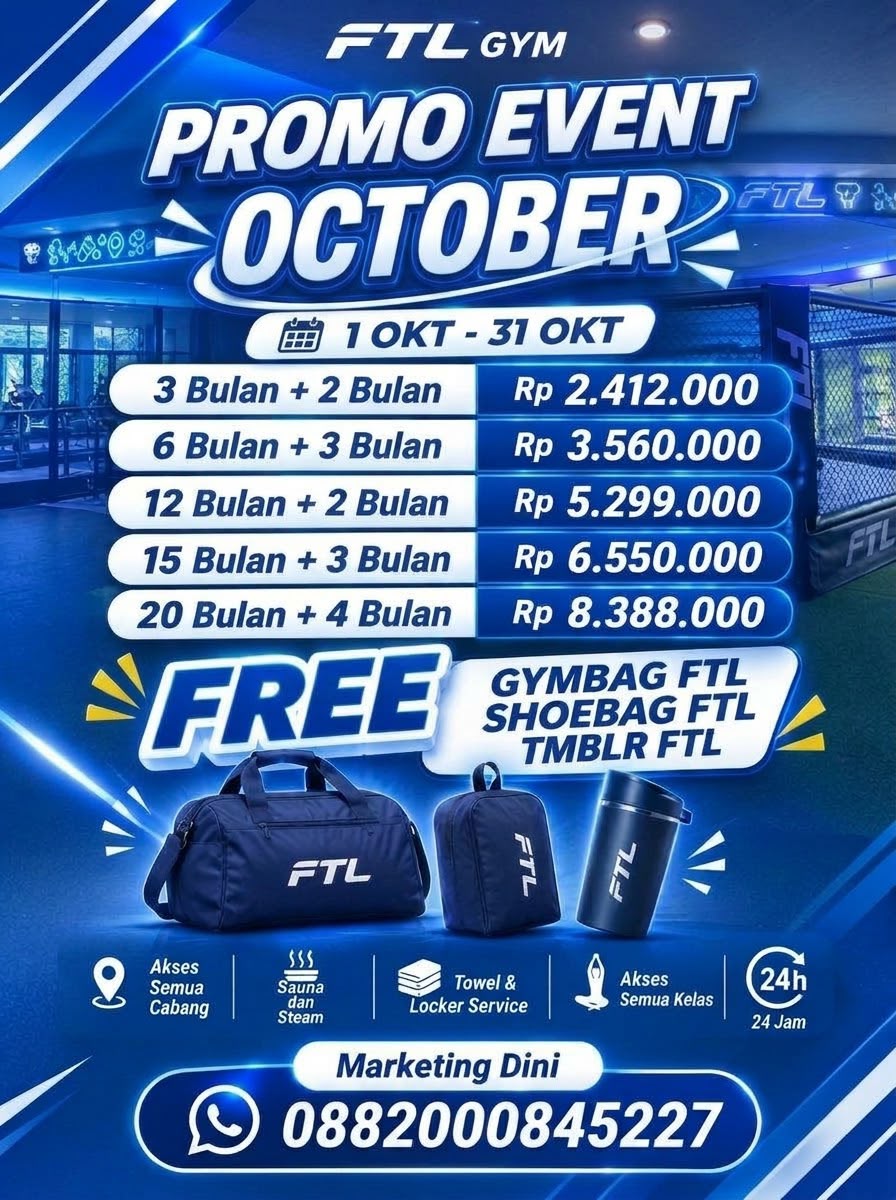 FTL GYM
PROMO EVENT
OCTOBER
FTL
1 OKT - 31 OKT
3 Bulan + 2 Bulan Rp 2.412.000
6 Bulan + 3 Bulan Rp 3.560.000
12 Bulan + 2 Bulan Rp 5.299.000
15 Bulan + 3 Bulan Rp 6.550.000
20 Bulan + 4 Bulan Rp 8.388.000
FTL
FREE
GYMBAG FTL
SHOEBAG FTL
TMBLR FTL
FTL
FTL
FTL
Akses
Semua
Cabang
Sauna
dan
Steam
Towel &
Locker Service
Akses
Semua Kelas
24h
24 Jam
Marketing Dini
0882000845227